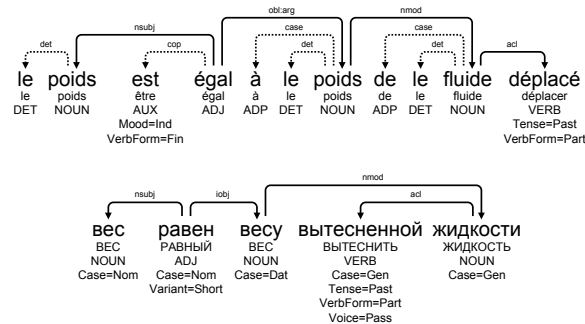 nsubj obl:arg nmod
det cop case det case det acl
le poids est égal à le poids de le fluide déplacé
le poids être égal à le poids de le fluide déplacer
DET NOUN AUX ADJ ADP DET NOUN ADP DET NOUN VERB
Mood=Ind Tense=Past
VerbForm=Fin VerbForm=Part
nmod
nsubj iobj acl
вес равен весу вытесненной жидкости
ВЕС РАВНЫЙ ВЕС ВЫТЕСНИТЬ ЖИДКОСТЬ
NOUN ADJ NOUN VERB NOUN
Case=Nom Case=Nom Case=Dat Case=Gen Case=Gen
Variant=Short Tense=Past
VerbForm=Part
Voice=Pass